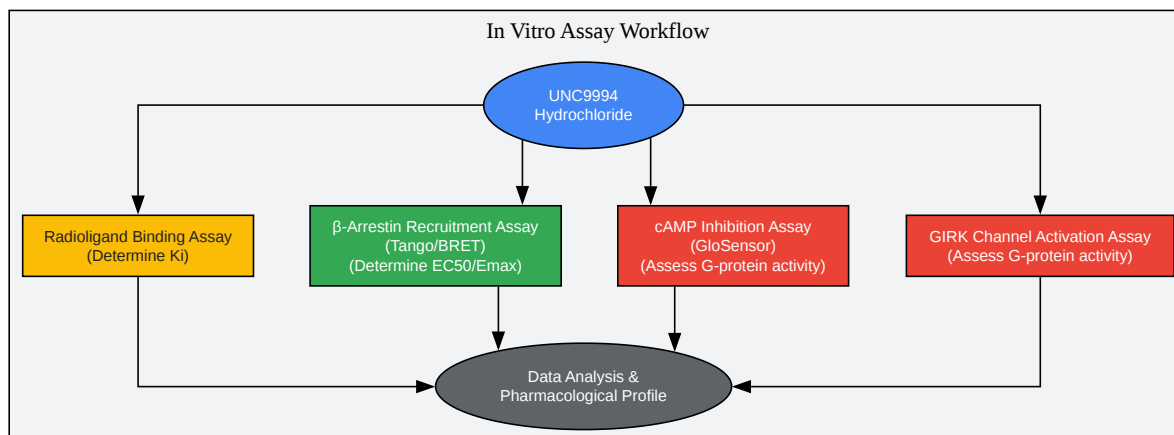 In Vitro Assay Workflow
UNC9994
Hydrochloride
Radioligand Binding Assay
(Determine Ki)
β-Arrestin Recruitment Assay
(Tango/BRET)
(Determine EC50/Emax)
cAMP Inhibition Assay
(GloSensor)
(Assess G-protein activity)
GIRK Channel Activation Assay
(Assess G-protein activity)
Data Analysis &
Pharmacological Profile